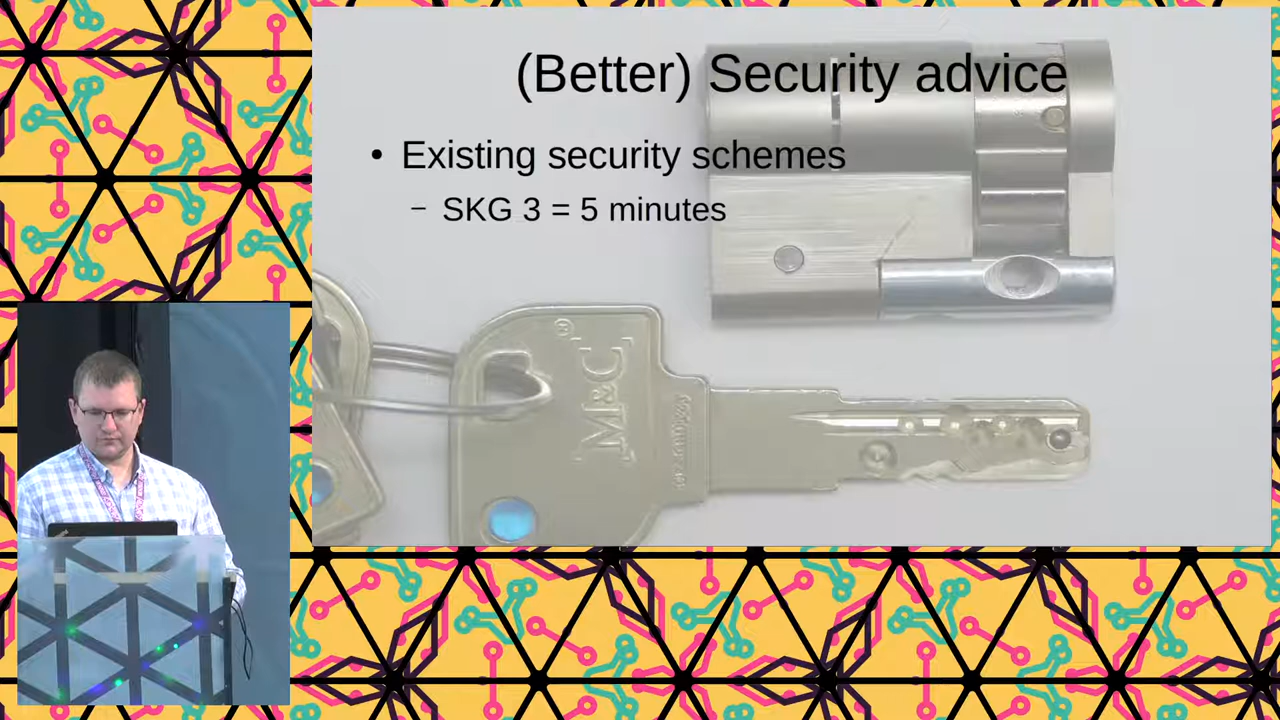 (Better) Security advice
• Existing security schemes
– SKG 3 = 5 minutes
M&C